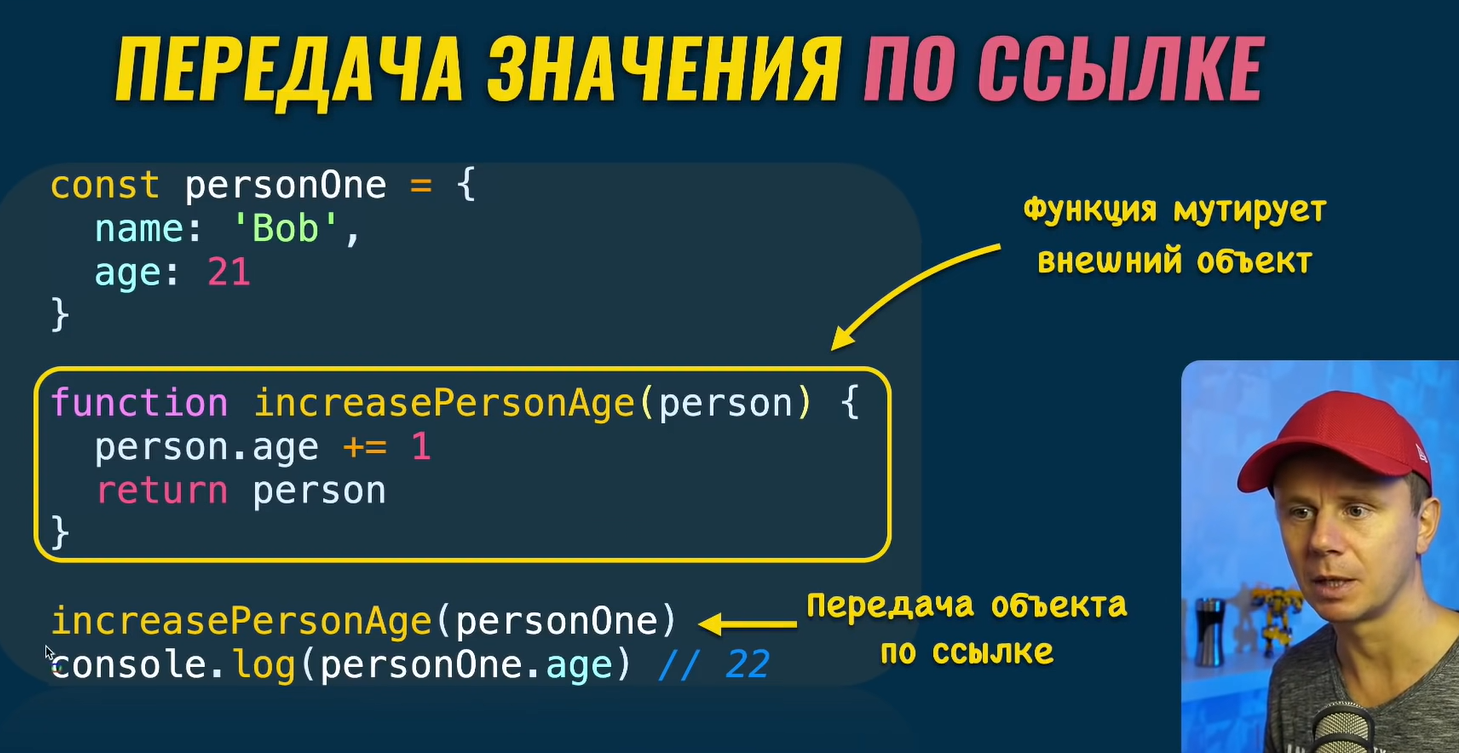 ПЕРЕДАЧА ЗНАЧЕНИЯ ПО ССЫЛКЕ
const personOne = {
  name: 'Bob',
  age: 21
}
Функция мутирует
внешний объект
function increasePersonAge(person) {
  person.age += 1
  return person
}
increasePersonAge(personOne)
Передача объекта
по ссылке
console.log(personOne.age) // 22